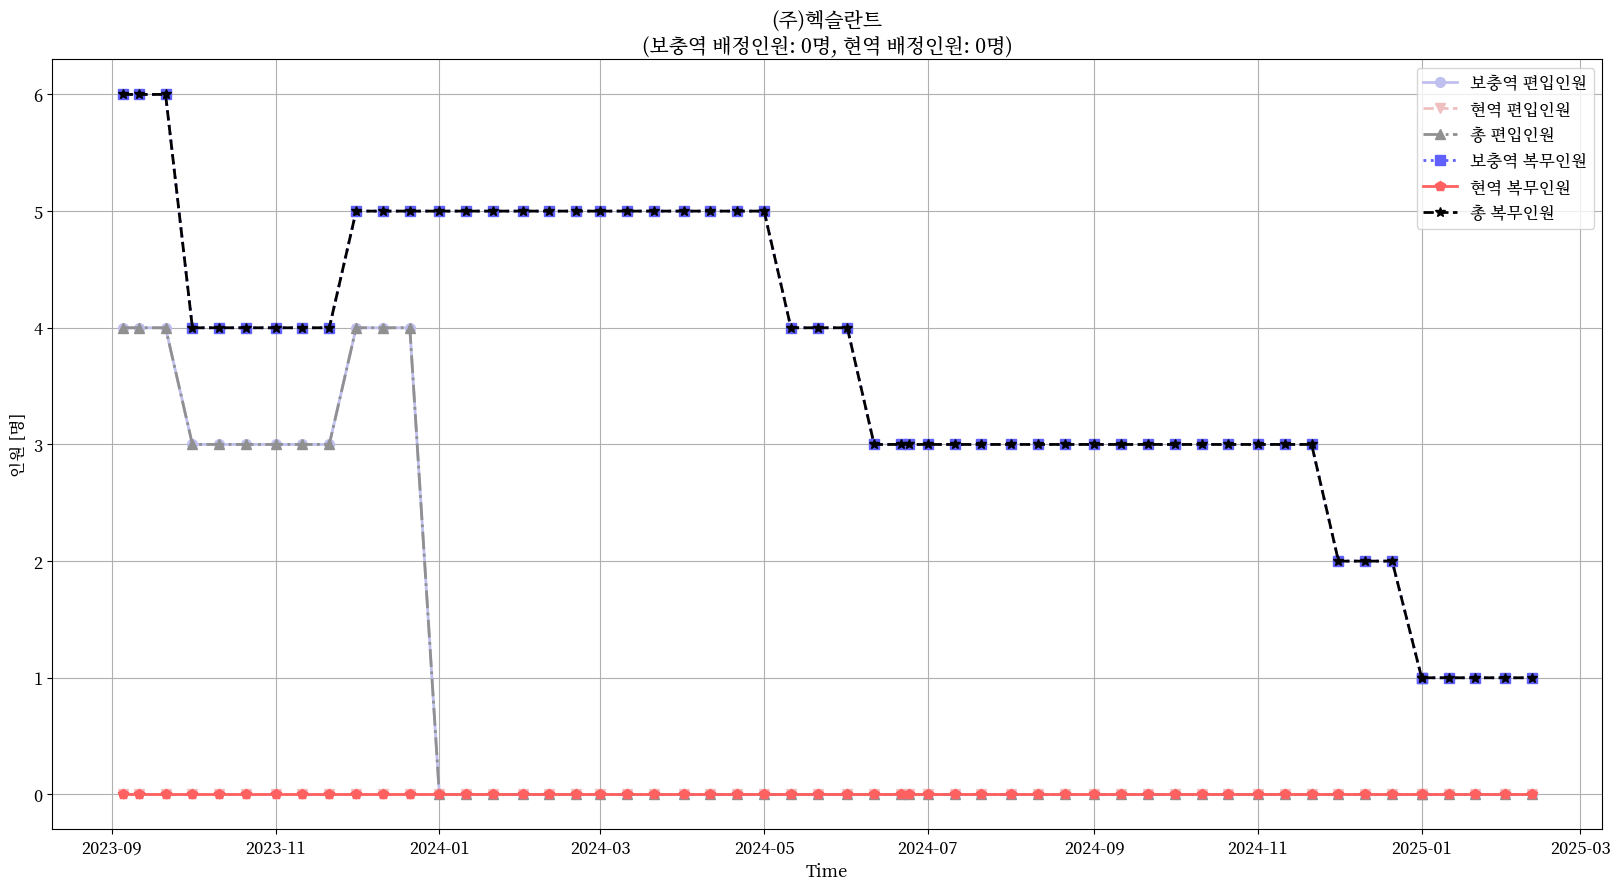 (주)헥슬란트
(보충역 배정인원: 0명, 현역 배정인원: 0명)
보충역 편입인원
현역 편입인원
총 편입인원
보충역 복무인원
현역 복무인원
총 복무인원
인원 [명]
6
5
4
3
2
1
0
2023-09 2023-11 2024-01 2024-03 2024-05 2024-07 2024-09 2024-11 2025-01 2025-03
Time